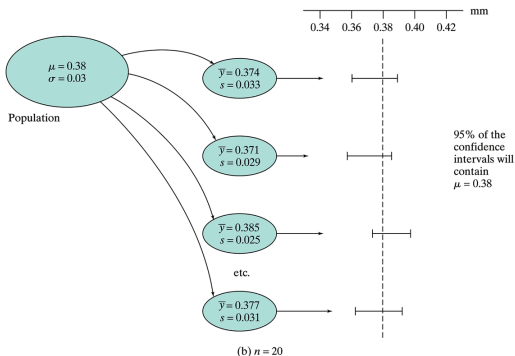 mm
0.34 0.36 0.38 0.40 0.42
μ = 0.38
σ = 0.03
Population
y̅ = 0.374
s = 0.033
y̅ = 0.371
s = 0.029
y̅ = 0.385
s = 0.025
etc.
y̅ = 0.377
s = 0.031
95% of the
confidence
intervals will
contain
μ = 0.38
(b) n = 20